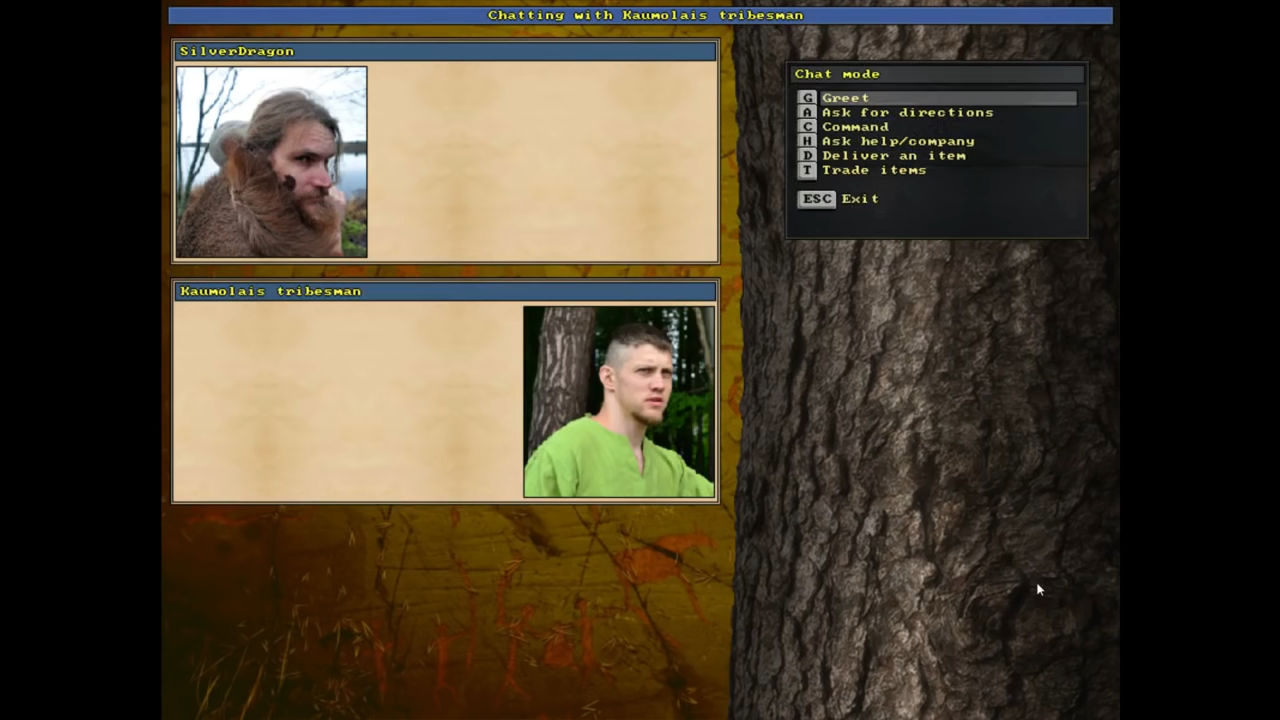 Chatting with Kaumolais tribesman
SilverDragon
Kaumolais tribesman
Chat mode
G Greet
A Ask for directions
C Command
H Ask help/company
D Deliver an item
T Trade items
ESC Exit